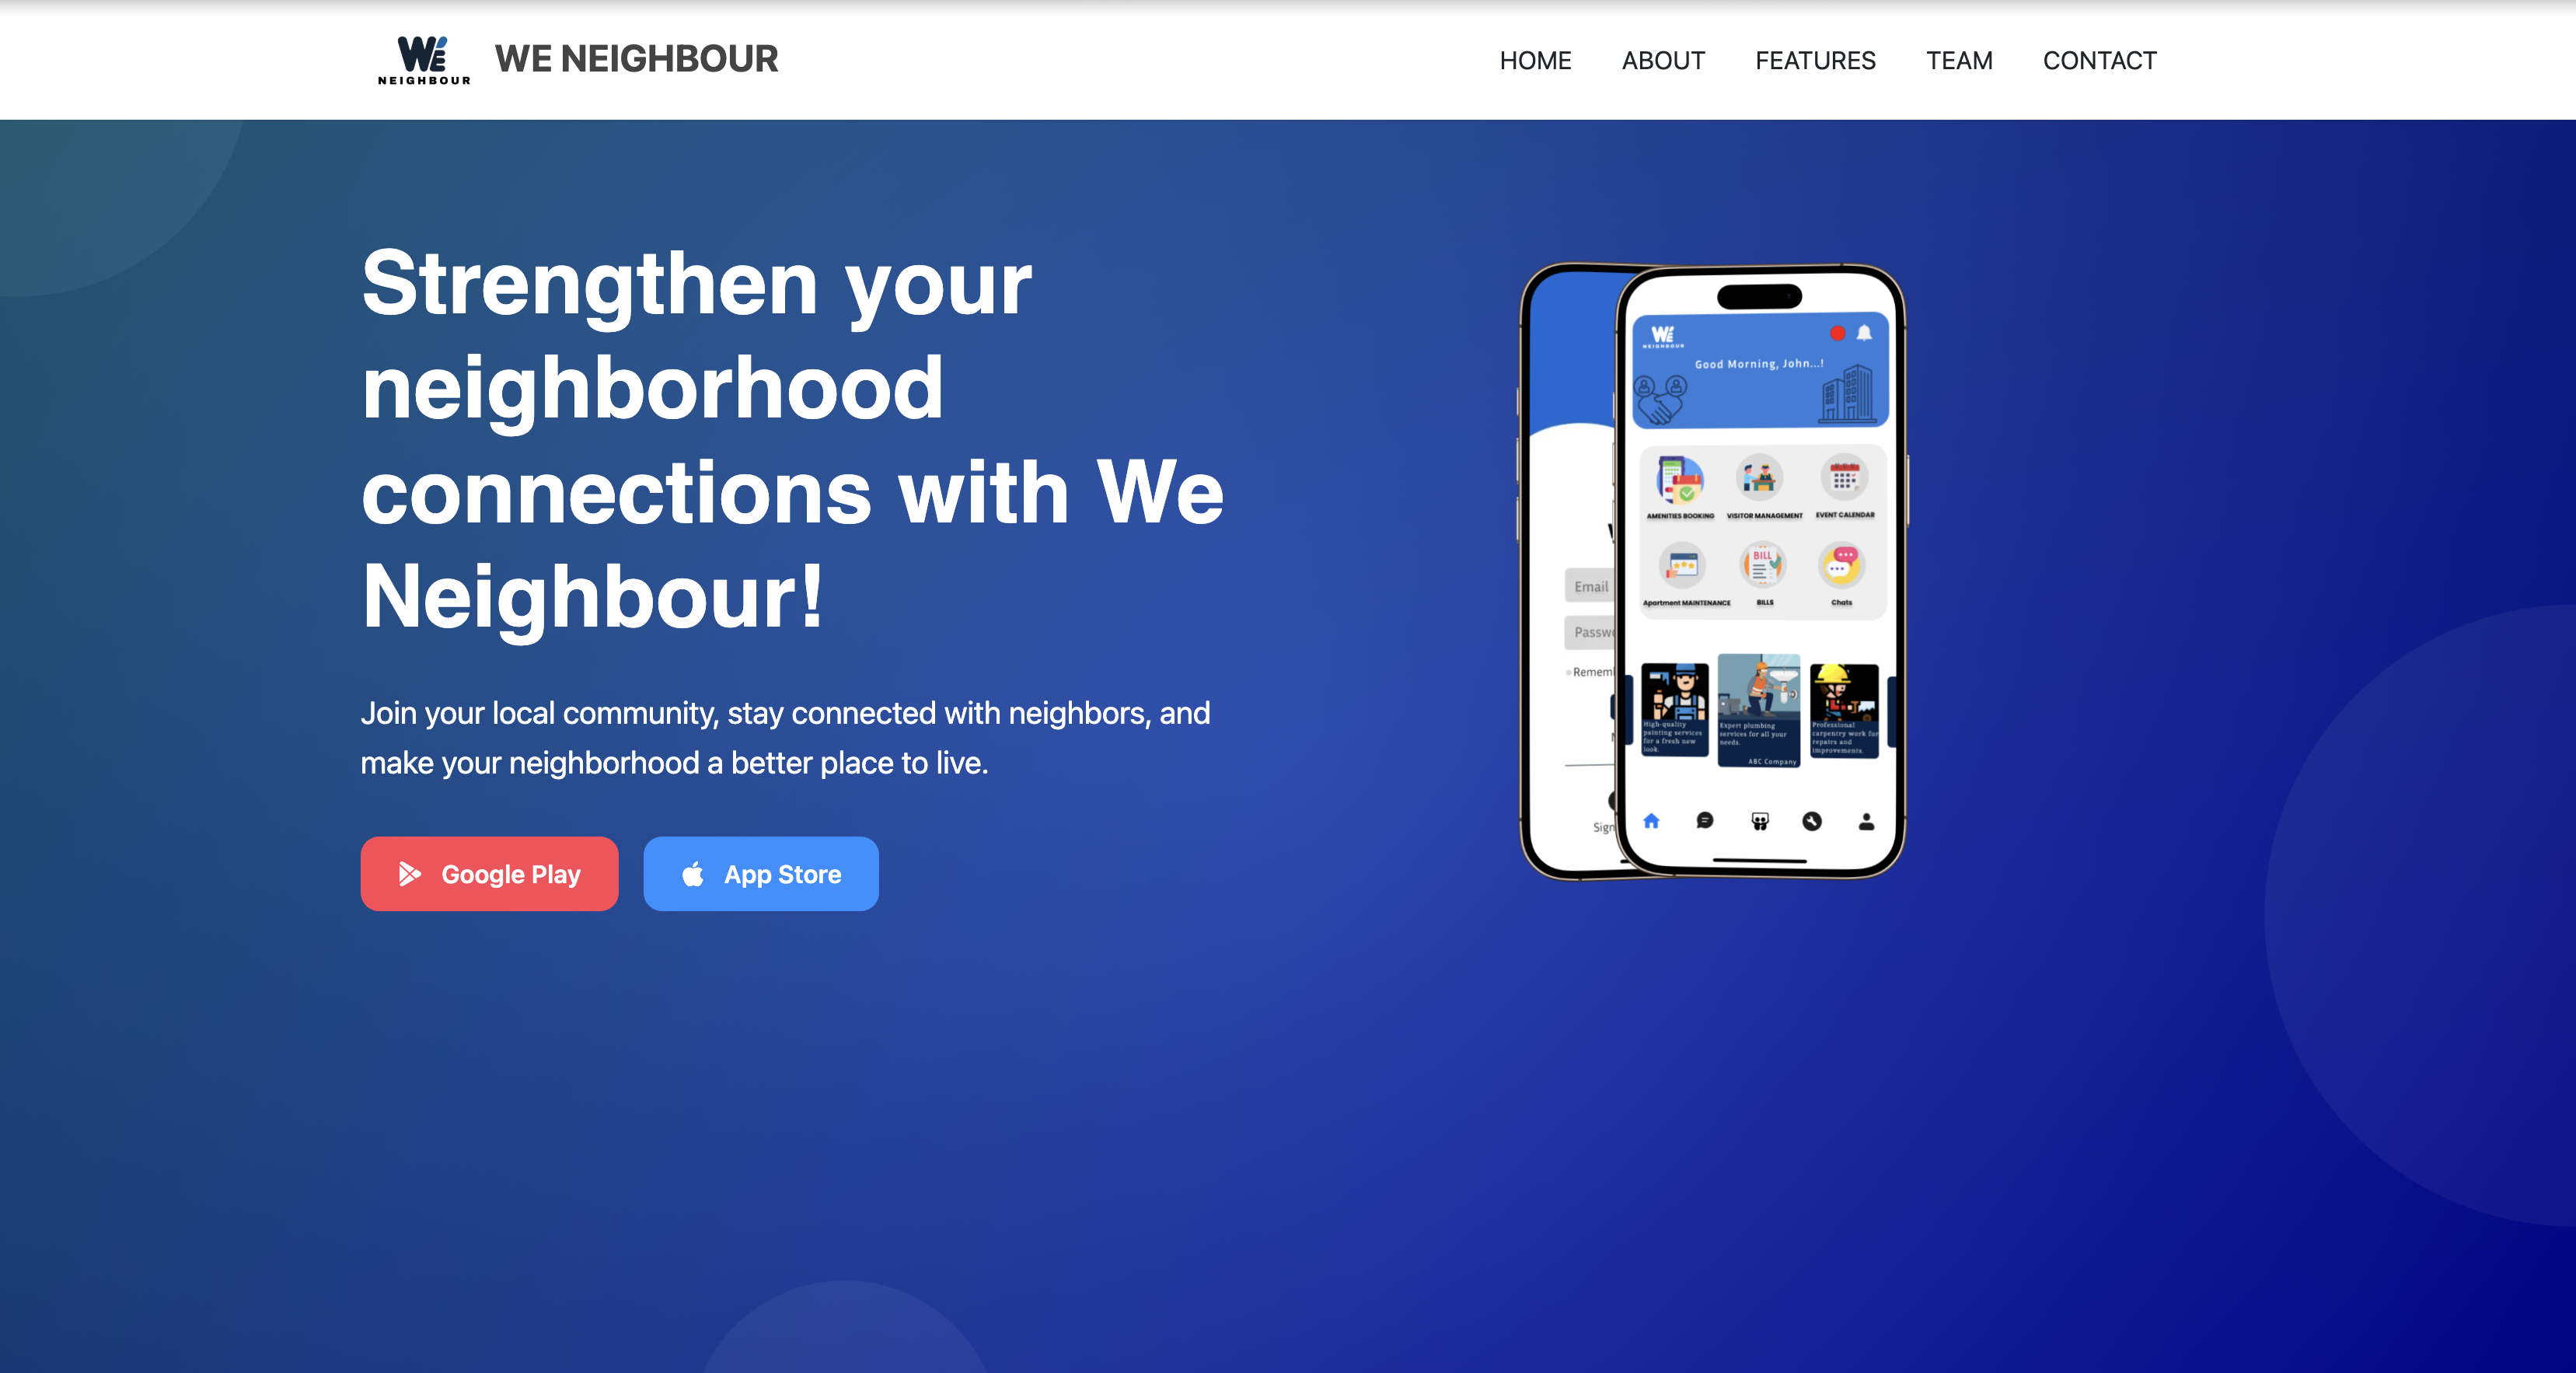 WE
NEIGHBOUR
WE NEIGHBOUR
HOME ABOUT FEATURES TEAM CONTACT
Strengthen your
neighborhood
connections with We
Neighbour!
Join your local community, stay connected with neighbors, and
make your neighborhood a better place to live.
Google Play
App Store
Email
Passwo
Rememb
Sign
WE
NEIGHBOUR
Good Morning, John...!
AMENITIES BOOKING VISITOR MANAGEMENT EVENT CALENDAR
BILL
Apartment MAINTENANCE BILLS Chats
High-quality
painting services
for a fresh new
look.
Expert plumbing
services for all your
needs.
ABC Company
Professional
carpentry work for
repairs and
improvements.